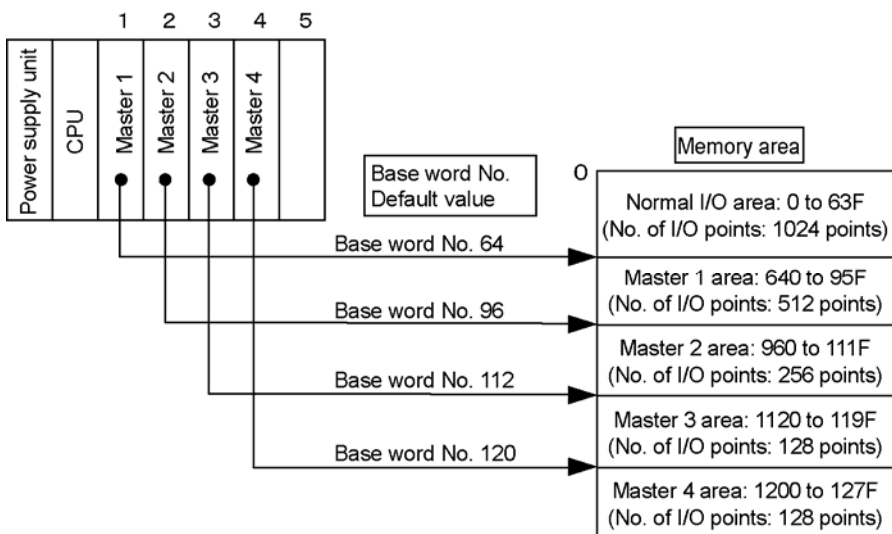 1 2 3 4 5
Power supply unit
CPU
Master 1
Master 2
Master 3
Master 4
Base word No.
Default value
Memory area
0
Base word No. 64
Base word No. 96
Base word No. 112
Base word No. 120
Normal I/O area: 0 to 63F
(No. of I/O points: 1024 points)
Master 1 area: 640 to 95F
(No. of I/O points: 512 points)
Master 2 area: 960 to 111F
(No. of I/O points: 256 points)
Master 3 area: 1120 to 119F
(No. of I/O points: 128 points)
Master 4 area: 1200 to 127F
(No. of I/O points: 128 points)